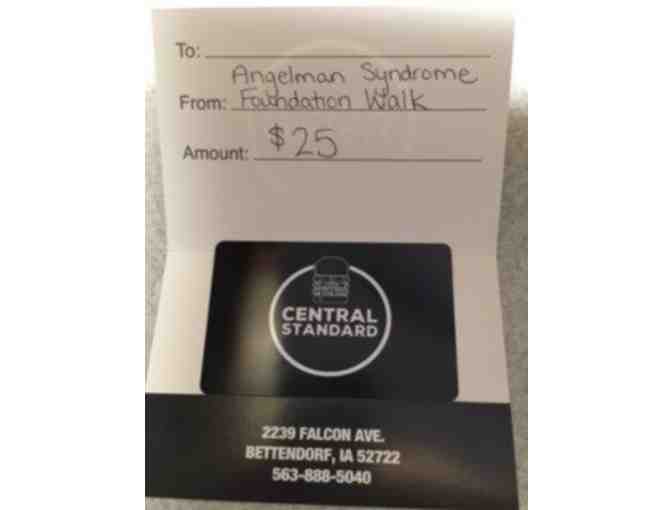 To:
Angelman Syndrome
From: Foundation Walk
Amount: $25
CENTRAL
STANDARD
2239 FALCON AVE.
BETTENDORF, IA 52722
563-888-5040